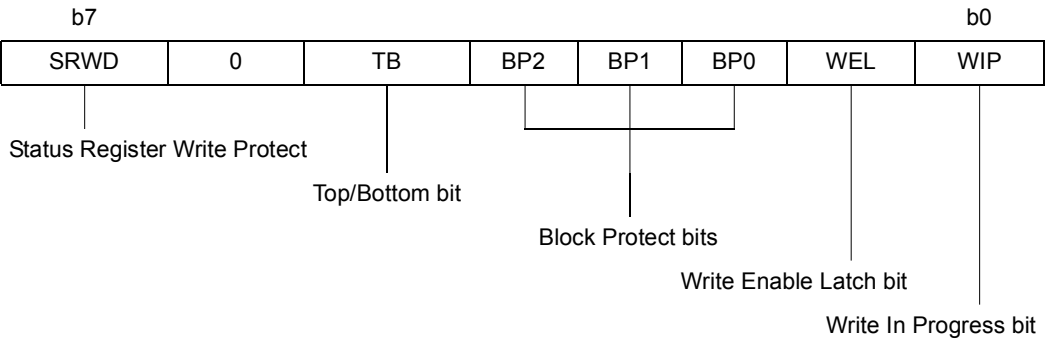 b7 b0
SRWD 0 TB BP2 BP1 BP0 WEL WIP
Status Register Write Protect
Top/Bottom bit
Block Protect bits
Write Enable Latch bit
Write In Progress bit